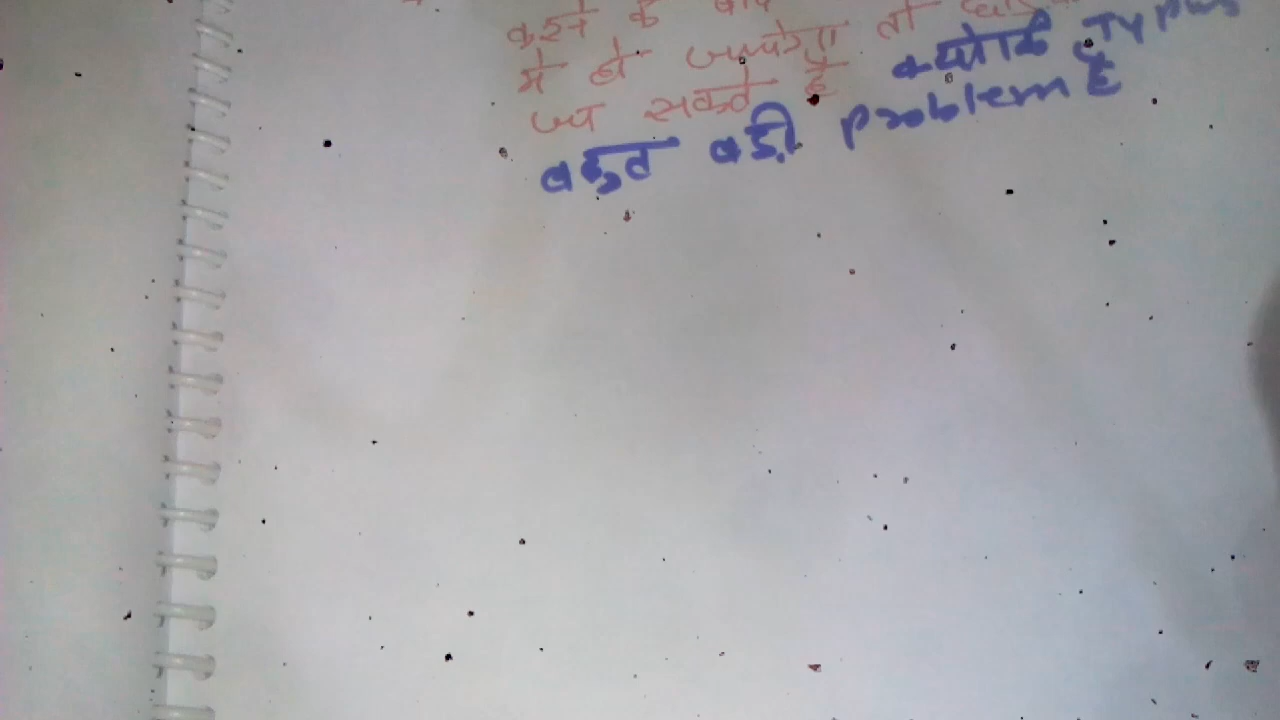 करने के बाद
में हो जायेगा तो
जा सकते है क्योकि Typhus
बहुत बडी problem है